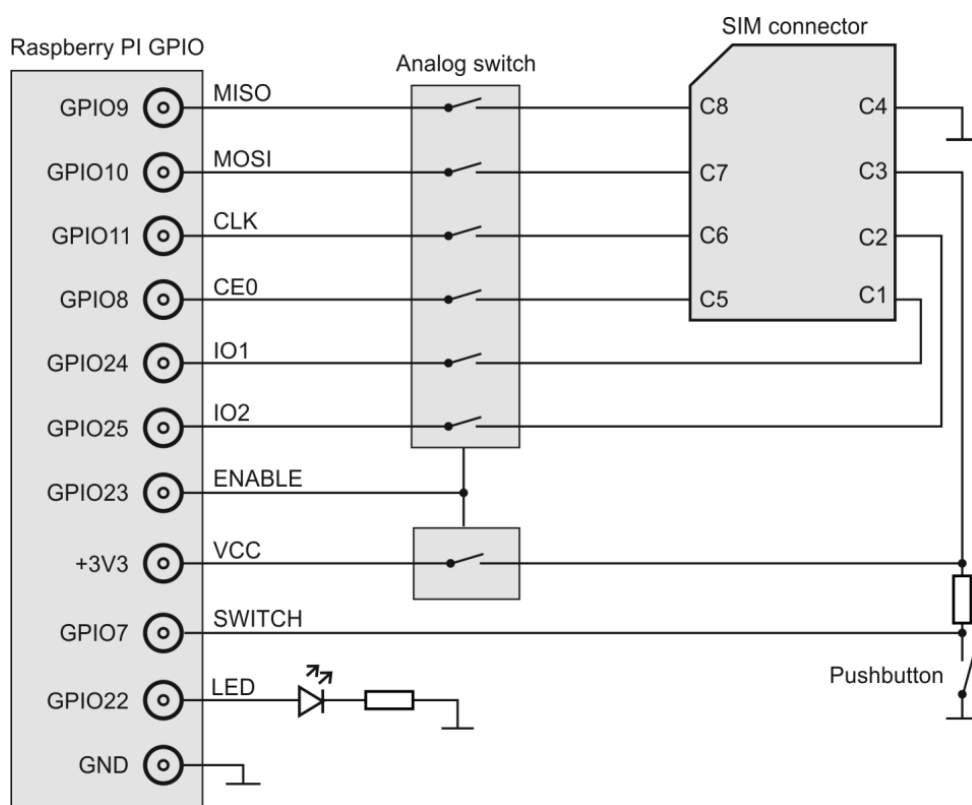 SIM connector
Raspberry PI GPIO
Analog switch
GPIO9 MISO C8 C4
GPIO10 MOSI C7 C3
GPIO11 CLK C6 C2
GPIO8 CE0 C5 C1
GPIO24 IO1
GPIO25 IO2
GPIO23 ENABLE
+3V3 VCC
GPIO7 SWITCH
Pushbutton
GPIO22 LED
GND